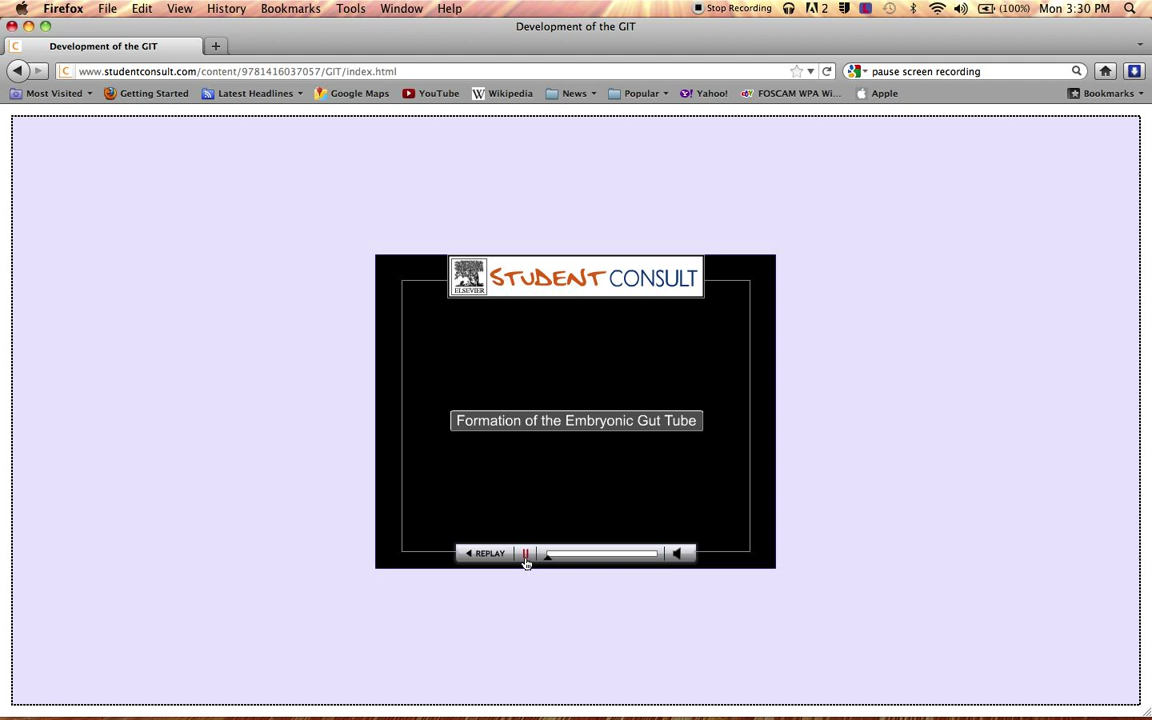 Firefox File Edit View History Bookmarks Tools Window Help Stop Recording 2 (100%) Mon 3:30 PM
Development of the GIT
Development of the GIT
www.studentconsult.com/content/9781416037057/GIT/index.html pause screen recording
Most Visited Getting Started Latest Headlines Google Maps YouTube Wikipedia News Popular Yahoo! FOSCAM WPA Wi... Apple Bookmarks
ELSEVIER STUDENT CONSULT
Formation of the Embryonic Gut Tube
REPLAY